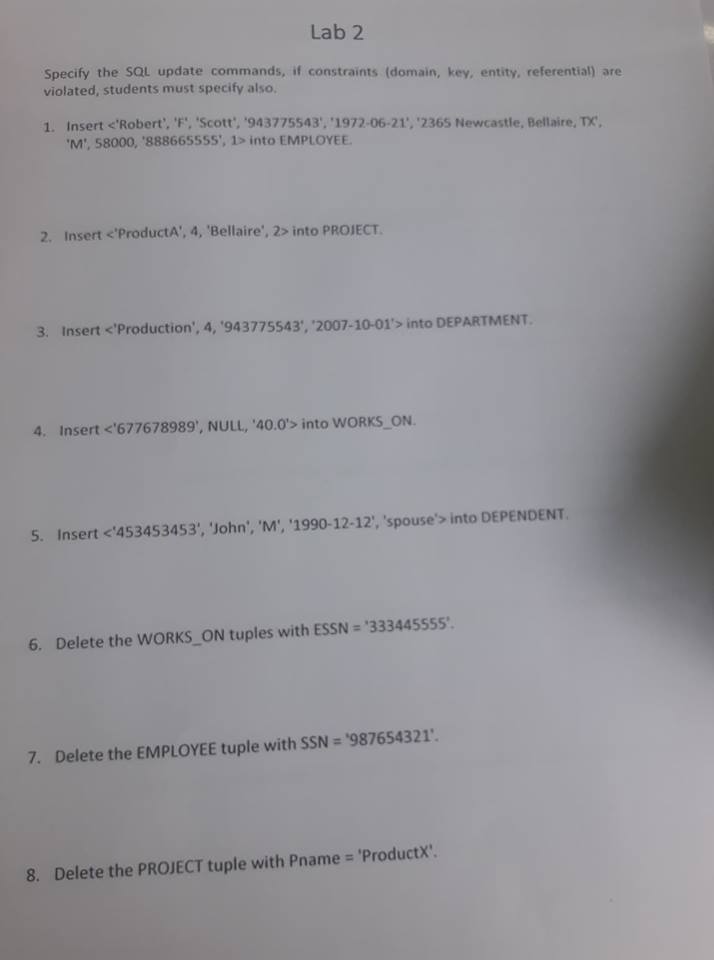 Lab 2
Specify the SQL update commands, if constraints (domain, key, entity, referential) are
violated, students must specify also.
1. Insert <'Robert', 'F', 'Scott', '943775543', '1972-06-21', '2365 Newcastle, Bellaire, TX',
'M', 58000, '888665555', 1> into EMPLOYEE.
2. Insert <'ProductA', 4, 'Bellaire', 2> into PROJECT.
3. Insert <'Production', 4, '943775543', '2007-10-01'> into DEPARTMENT.
4. Insert <'677678989', NULL, '40.0'> into WORKS_ON.
5. Insert <'453453453', 'John', 'M', '1990-12-12', 'spouse'> into DEPENDENT.
6. Delete the WORKS_ON tuples with ESSN = '333445555'.
7. Delete the EMPLOYEE tuple with SSN = '987654321'.
8. Delete the PROJECT tuple with Pname = 'ProductX'.